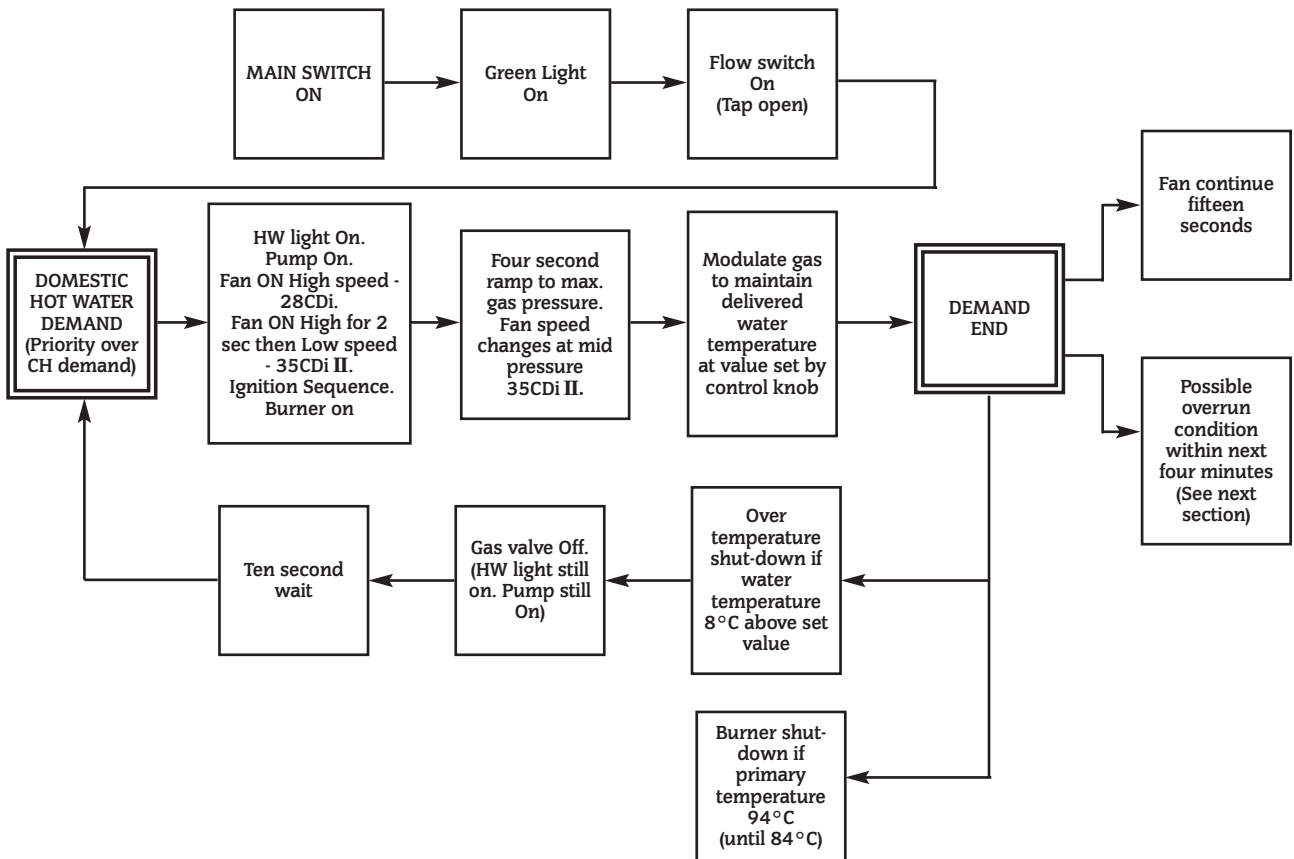 MAIN SWITCH
ON
Green Light
On
Flow switch
On
(Tap open)
DOMESTIC
HOT WATER
DEMAND
(Priority over
CH demand)
HW light On.
Pump On.
Fan ON High speed -
28CDi.
Fan ON High for 2
sec then Low speed
- 35CDi II.
Ignition Sequence.
Burner on
Four second
ramp to max.
gas pressure.
Fan speed
changes at mid
pressure
35CDi II.
Modulate gas
to maintain
delivered
water
temperature
at value set by
control knob
DEMAND
END
Fan continue
fifteen
seconds
Possible
overrun
condition
within next
four minutes
(See next
section)
Over
temperature
shut-down if
water
temperature
8°C above set
value
Gas valve Off.
(HW light still
on. Pump still
On)
Ten second
wait
Burner shut-
down if
primary
temperature
94°C
(until 84°C)